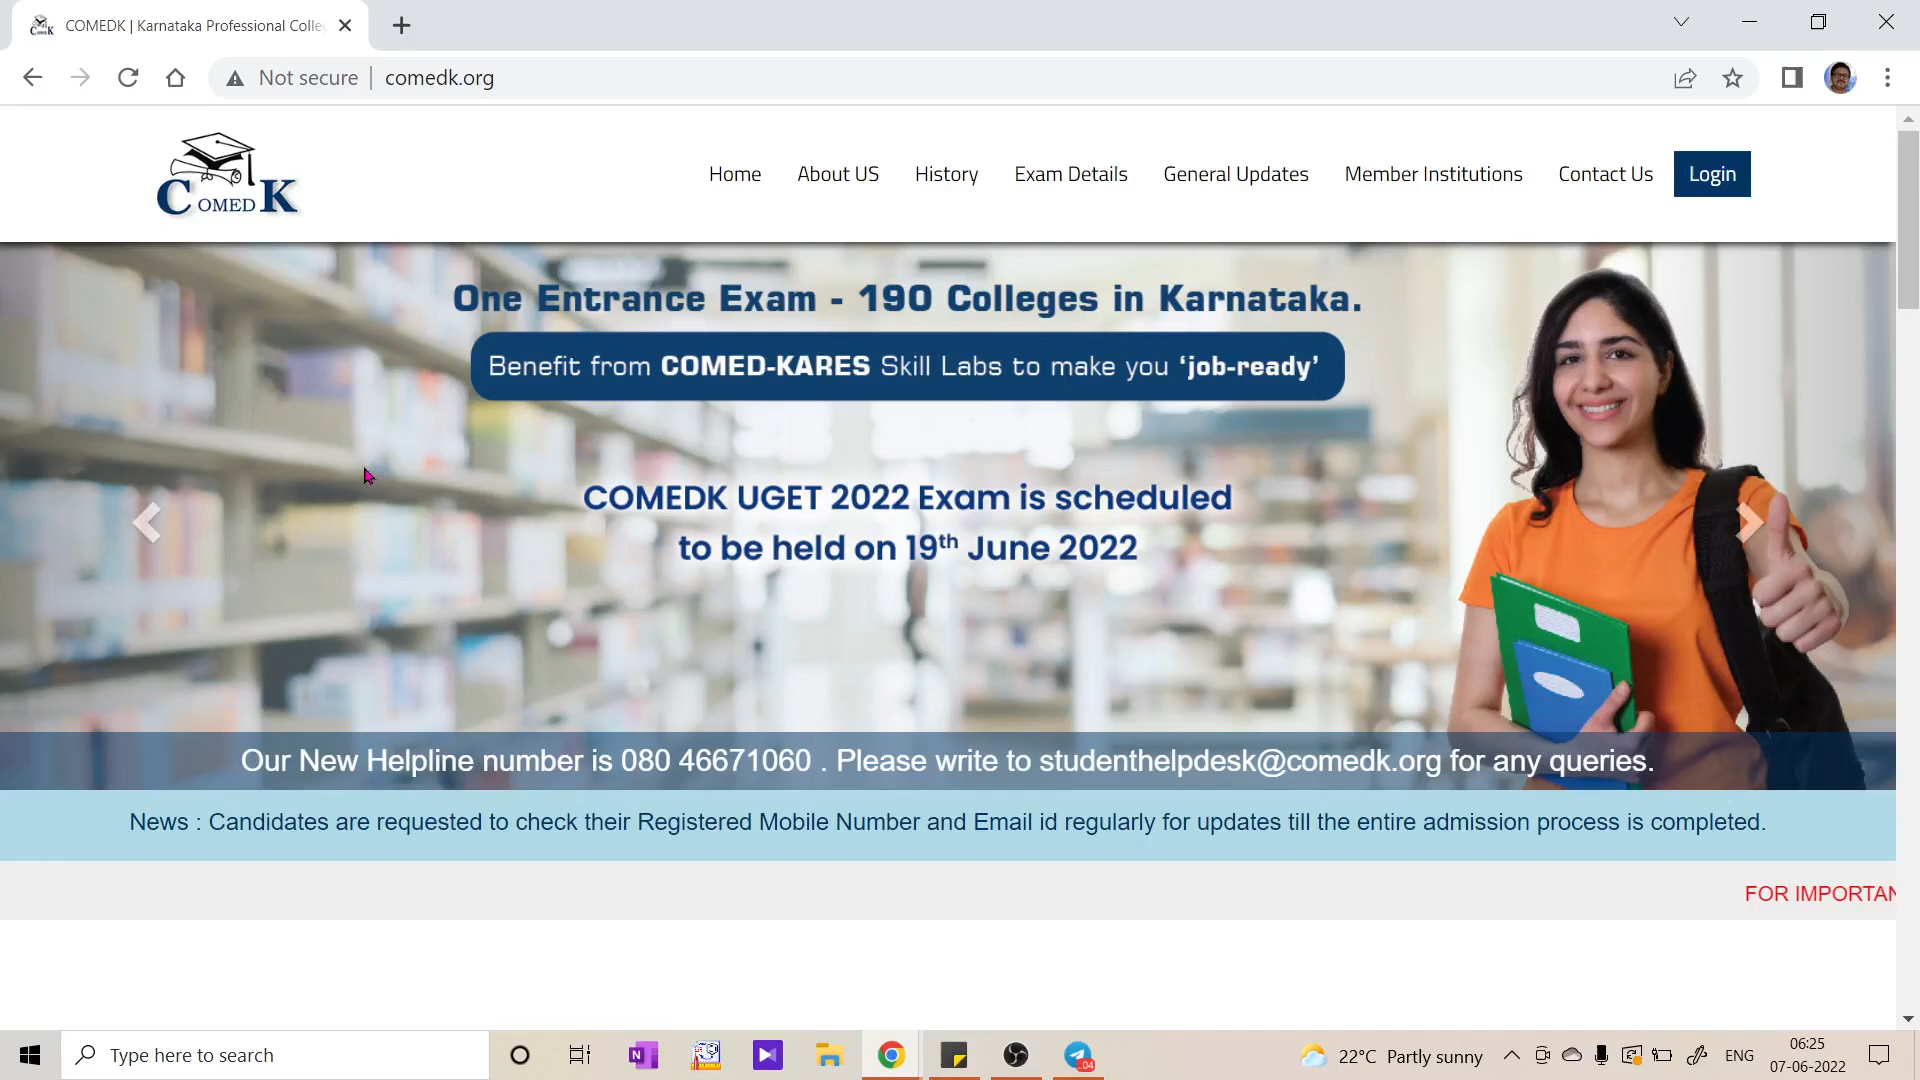 COMEDK | Karnataka Professional Colle
Not secure
comedk.org
COMEDK
Home
About US
History
Exam Details
General Updates
Member Institutions
Contact Us
Login
One Entrance Exam - 190 Colleges in Karnataka.
Benefit from COMED-KARES Skill Labs to make you ‘job-ready’
COMEDK UGET 2022 Exam is scheduled
to be held on 19th June 2022
Our New Helpline number is 080 46671060 . Please write to studenthelpdesk@comedk.org for any queries.
News : Candidates are requested to check their Registered Mobile Number and Email id regularly for updates till the entire admission process is completed.
FOR IMPORTAN
Type here to search
22°C Partly sunny
ENG
06:25
07-06-2022